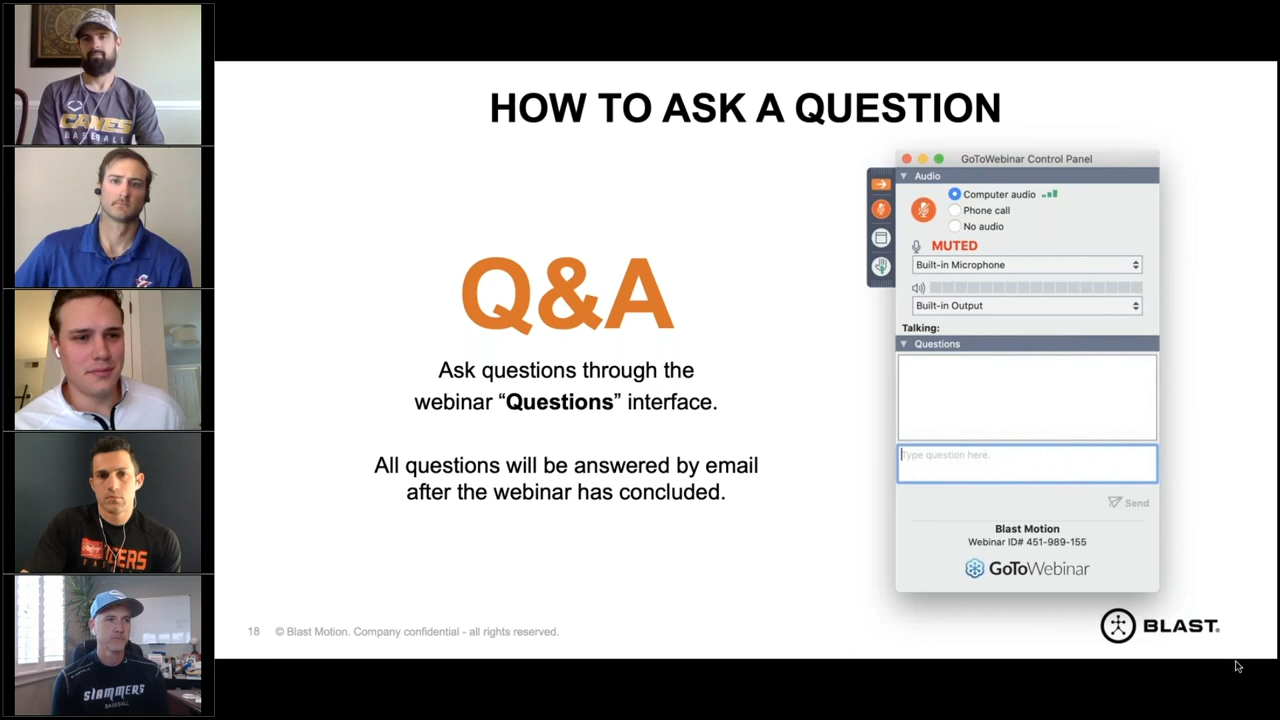 CANES
BASEBALL
SLAMMERS
BASEBALL
HOW TO ASK A QUESTION
Q&A
Ask questions through the
webinar “Questions” interface.
All questions will be answered by email
after the webinar has concluded.
GoToWebinar Control Panel
Audio
Computer audio
Phone call
No audio
MUTED
Built-in Microphone
Built-in Output
Talking:
Questions
Type question here.
Send
Blast Motion
Webinar ID# 451-989-155
GoToWebinar
18 © Blast Motion. Company confidential - all rights reserved.
BLAST